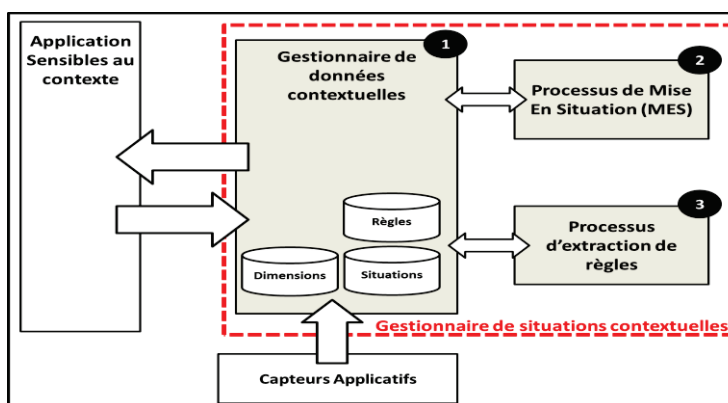 Application
Sensibles au
contexte
1
Gestionnaire de
données
contextuelles
2
Processus de Mise
En Situation (MES)
Règles
Dimensions
Situations
3
Processus
d'extraction de
règles
Gestionnaire de situations contextuelles
Capteurs Applicatifs